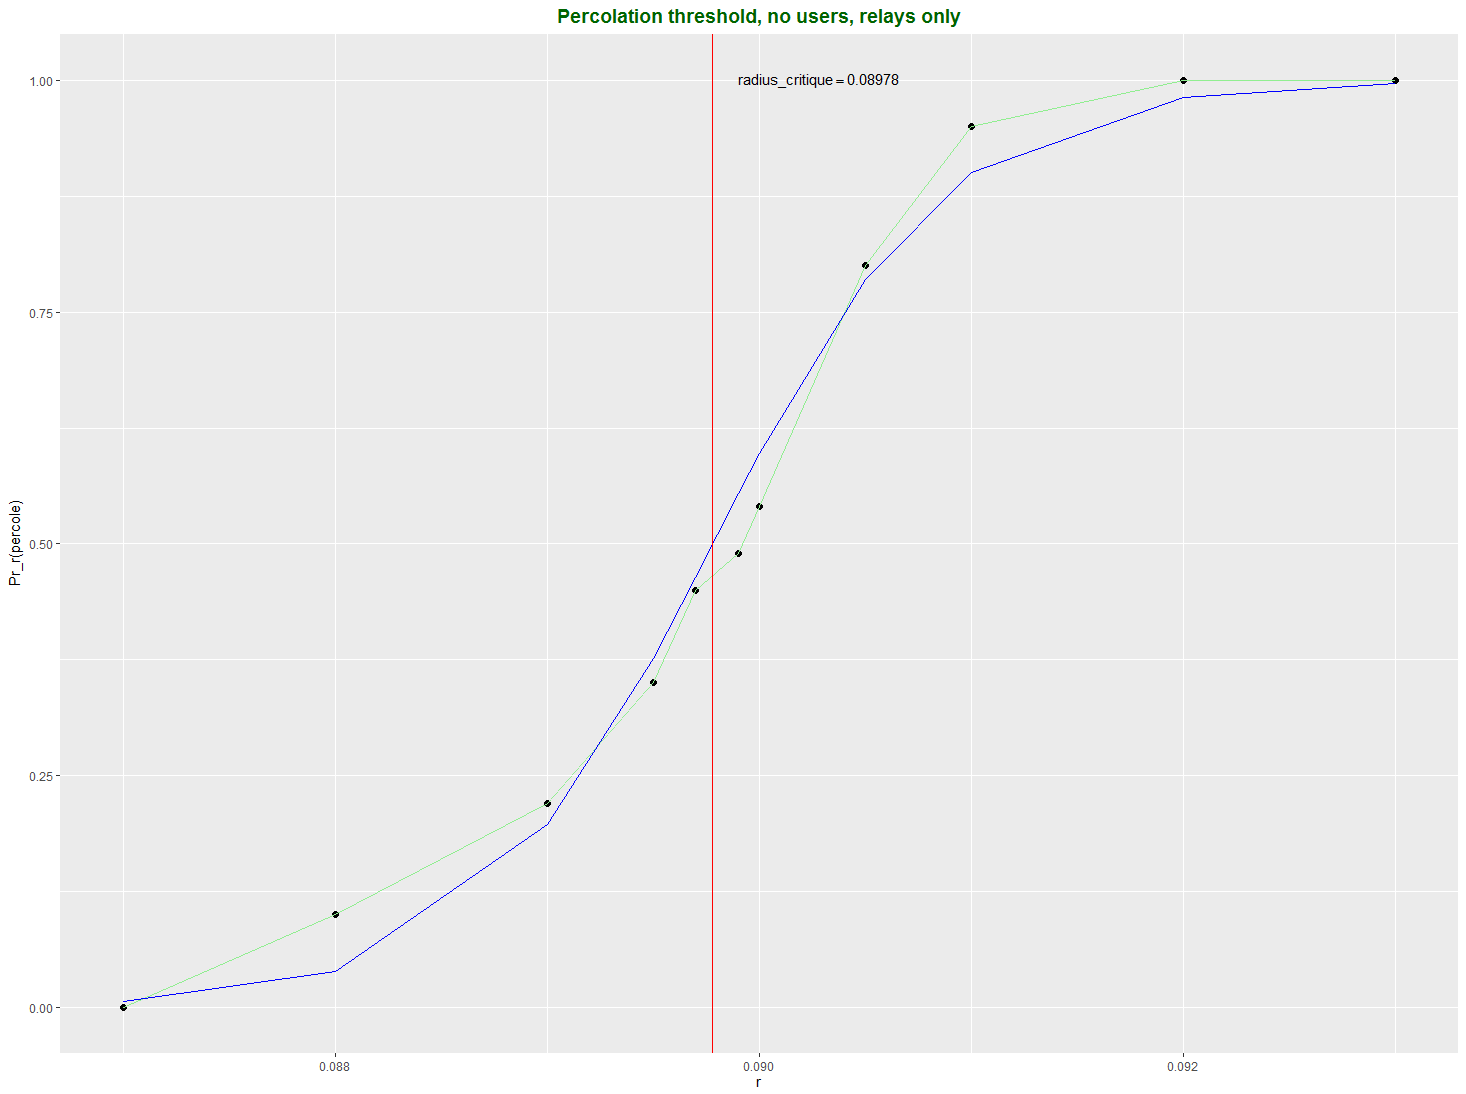 Percolation threshold, no users, relays only
radius_critique = 0.08978
1.00
0.75
0.50
0.25
0.00
Pr_r(percole)
0.088
0.090
0.092
r